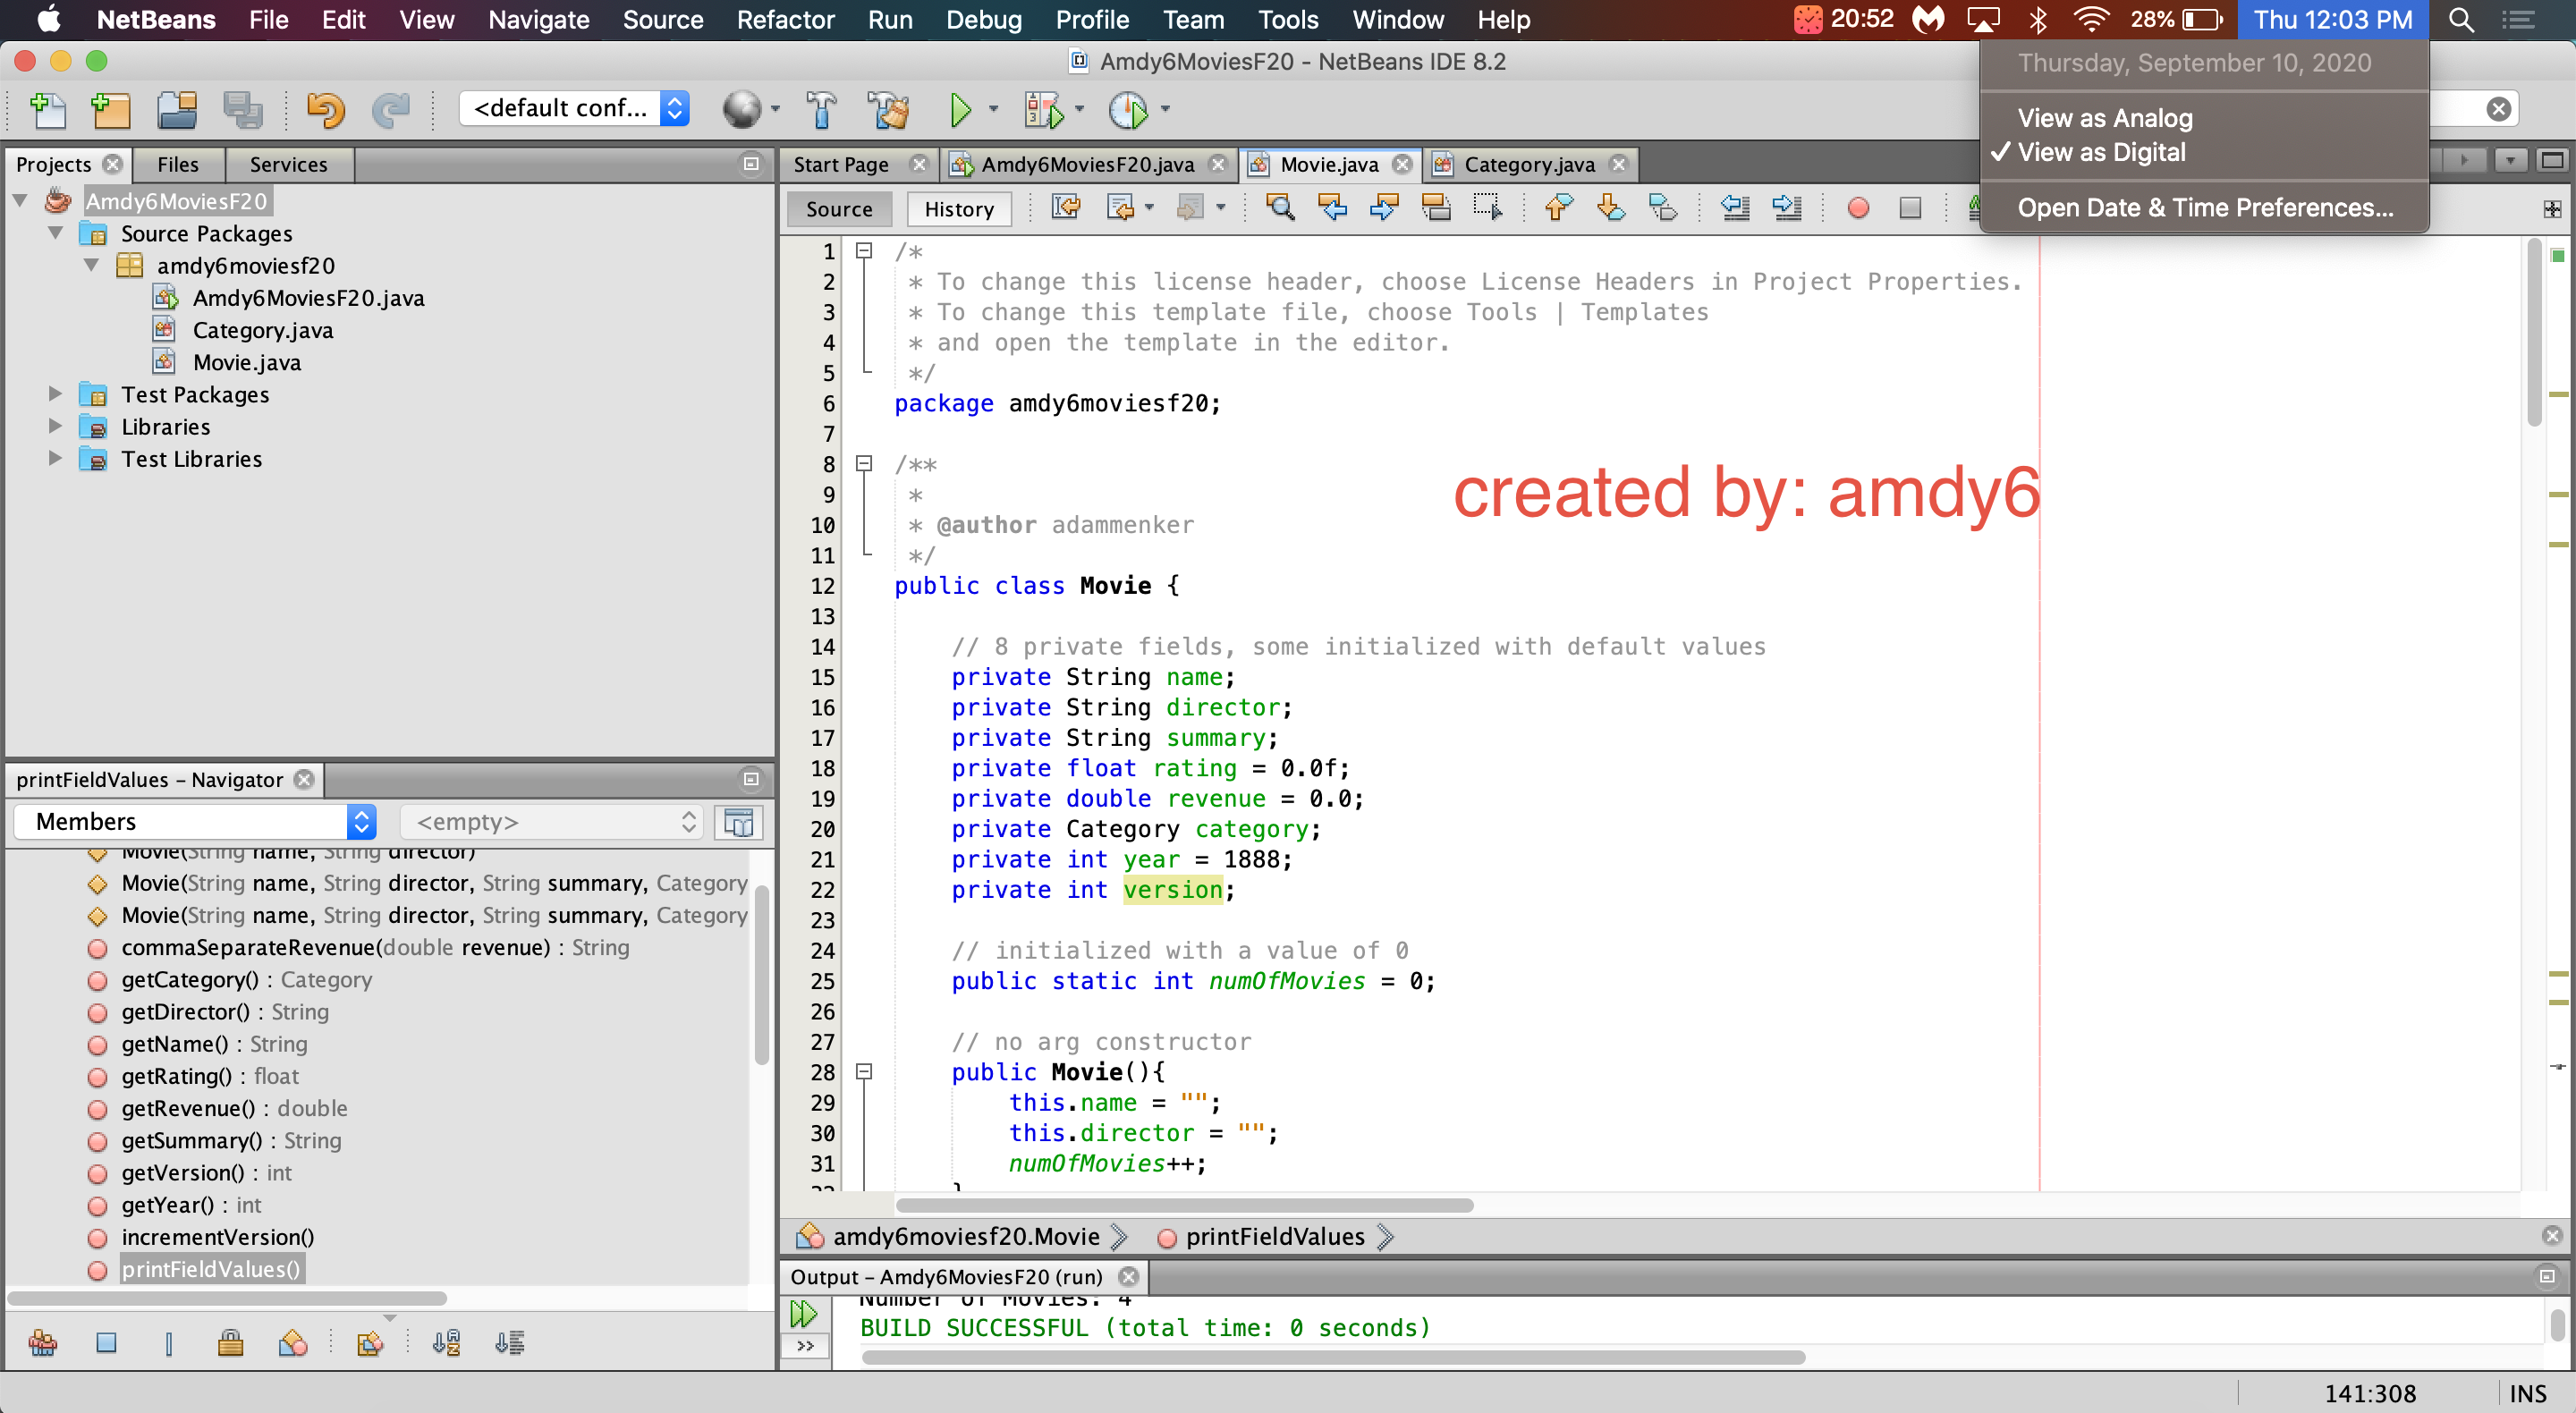 NetBeans File Edit View Navigate Source Refactor Run Debug Profile Team Tools Window Help 20:52 28% Thu 12:03 PM
Amdy6MoviesF20 - NetBeans IDE 8.2
Thursday, September 10, 2020
View as Analog
✓ View as Digital
Open Date & Time Preferences...
<default conf...
Projects Files Services
Amdy6MoviesF20
Source Packages
amdy6moviesf20
Amdy6MoviesF20.java
Category.java
Movie.java
Test Packages
Libraries
Test Libraries
printFieldValues - Navigator
Members <empty>
Movie(String name, String director)
Movie(String name, String director, String summary, Category
Movie(String name, String director, String summary, Category
commaSeparateRevenue(double revenue) : String
getCategory() : Category
getDirector() : String
getName() : String
getRating() : float
getRevenue() : double
getSummary() : String
getVersion() : int
getYear() : int
incrementVersion()
printFieldValues()
Start Page Amdy6MoviesF20.java Movie.java Category.java
Source History
1 /*
2 * To change this license header, choose License Headers in Project Properties.
3 * To change this template file, choose Tools | Templates
4 * and open the template in the editor.
5 */
6 package amdy6moviesf20;
7
8 /**
9 *
10 * @author adammenker
11 */
12 public class Movie {
13
14 // 8 private fields, some initialized with default values
15 private String name;
16 private String director;
17 private String summary;
18 private float rating = 0.0f;
19 private double revenue = 0.0;
20 private Category category;
21 private int year = 1888;
22 private int version;
23
24 // initialized with a value of 0
25 public static int numOfMovies = 0;
26
27 // no arg constructor
28 public Movie(){
29 this.name = "";
30 this.director = "";
31 numOfMovies++;
32 }
created by: amdy6
amdy6moviesf20.Movie printFieldValues
Output - Amdy6MoviesF20 (run)
Number of Movies: 4
BUILD SUCCESSFUL (total time: 0 seconds)
141:308 INS